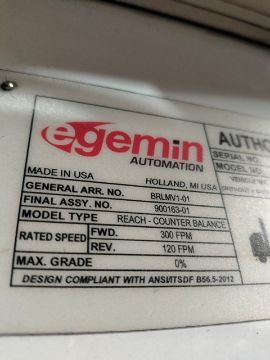 egemin
AUTOMATION
MADE IN USA HOLLAND, MI USA
GENERAL ARR. NO. BRLMV1-01
FINAL ASSY. NO. 900163-01
MODEL TYPE REACH - COUNTER BALANCE
RATED SPEED FWD. 300 FPM
REV. 120 FPM
MAX. GRADE 0%
DESIGN COMPLIANT WITH ANSI/ITSDF B56.5-2012
AUTHO
SERIAL NO.
MODEL NO.
VEHICLE